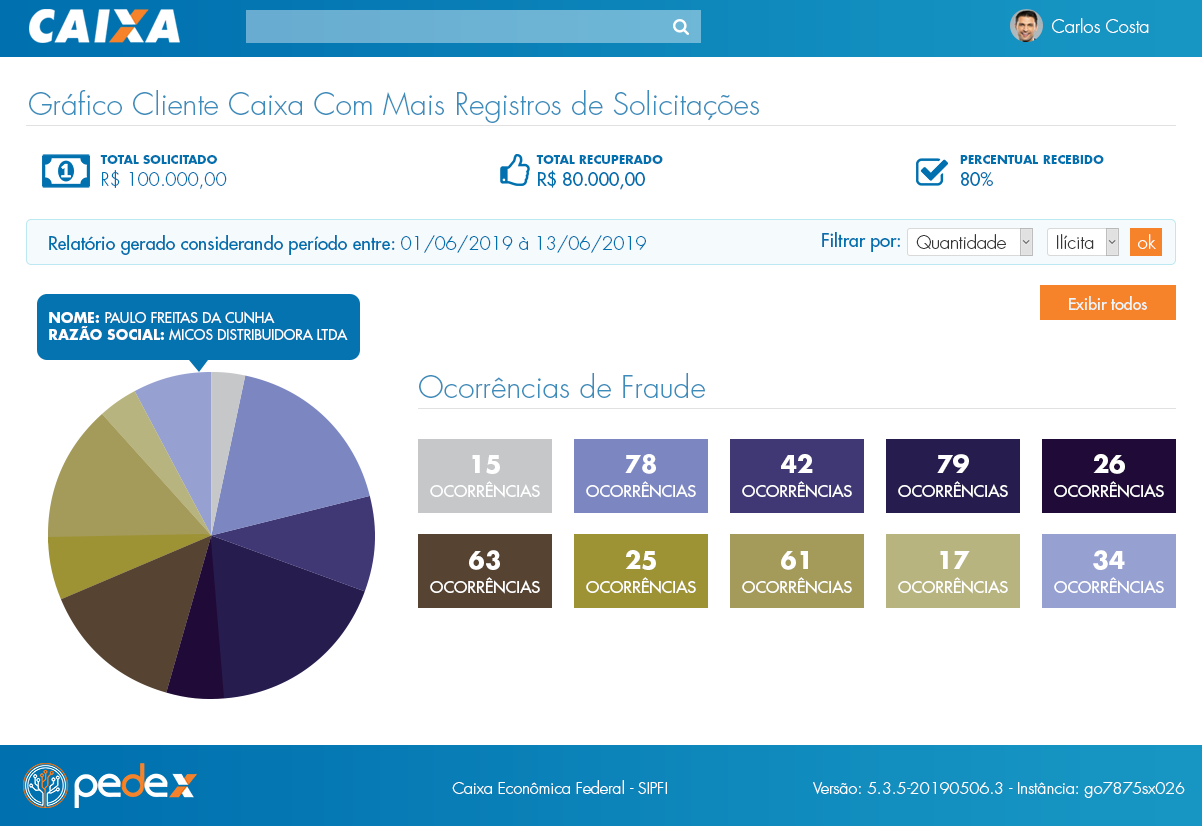 CAIXA
Carlos Costa
Gráfico Cliente Caixa Com Mais Registros de Solicitações
1
TOTAL SOLICITADO
R$ 100.000,00
TOTAL RECUPERADO
R$ 80.000,00
PERCENTUAL RECEBIDO
80%
Relatório gerado considerando período entre: 01/06/2019 à 13/06/2019
Filtrar por: Quantidade Ilícita ok
Exibir todos
NOME: PAULO FREITAS DA CUNHA
RAZÃO SOCIAL: MICOS DISTRIBUIDORA LTDA
Ocorrências de Fraude
15
OCORRÊNCIAS
78
OCORRÊNCIAS
42
OCORRÊNCIAS
79
OCORRÊNCIAS
26
OCORRÊNCIAS
63
OCORRÊNCIAS
25
OCORRÊNCIAS
61
OCORRÊNCIAS
17
OCORRÊNCIAS
34
OCORRÊNCIAS
pedex
Caixa Econômica Federal - SIPFI
Versão: 5.3.5-20190506.3 - Instância: go7875sx026